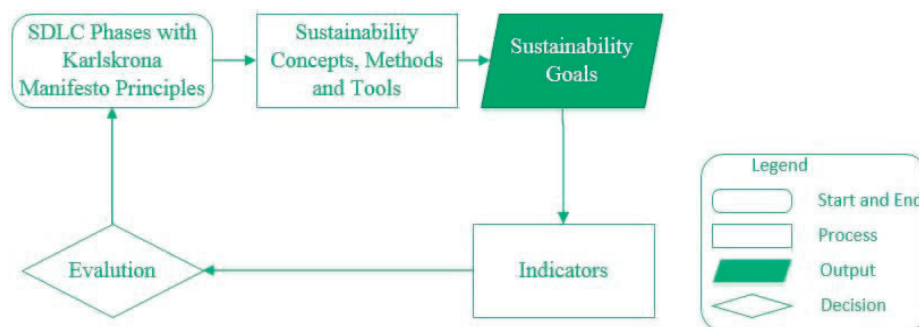 SDLC Phases with
Karlskrona
Manifesto Principles
Sustainability
Concepts, Methods
and Tools
Sustainability
Goals
Evalution
Indicators
Legend
Start and End
Process
Output
Decision